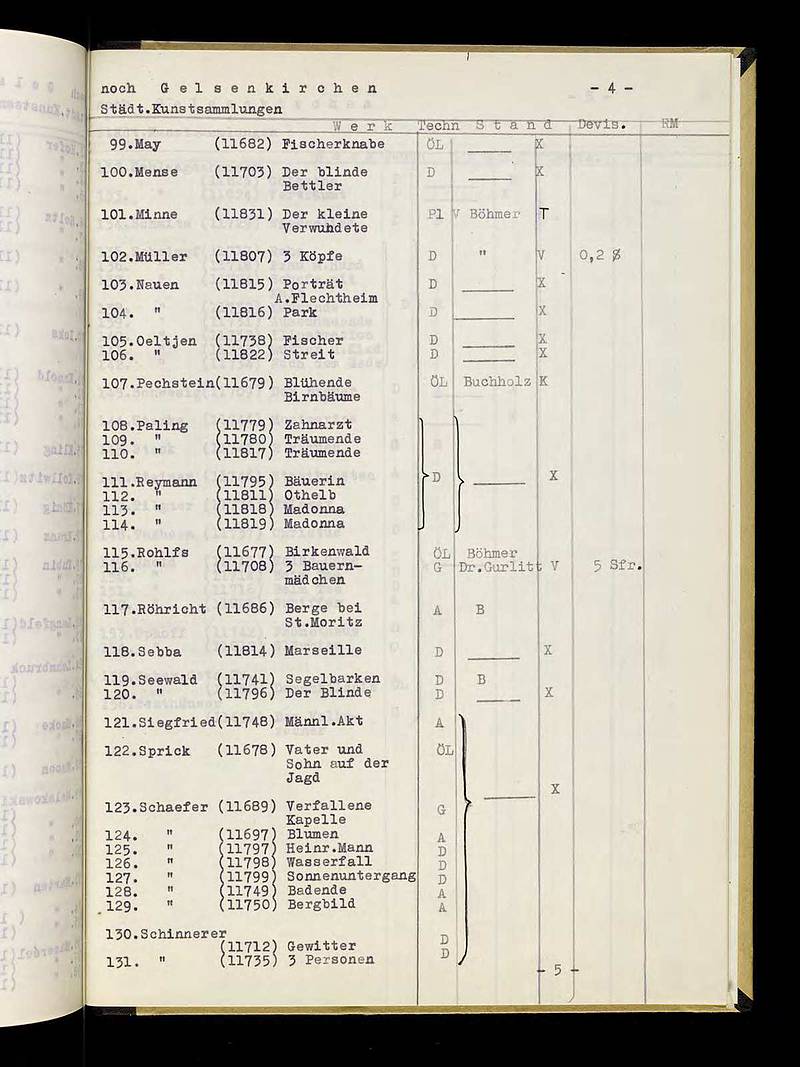 noch G e l s e n k i r c h e n - 4 -
Städt.Kunstsammlungen
W e r k Techn S t a n d Devis. RM
99.May (11682) Fischerknabe ÖL ____ X
100.Mense (11703) Der blinde D ____ X
Bettler
101.Minne (11831) Der kleine Pl V Böhmer T
Verwundete
102.Müller (11807) 3 Köpfe D " V 0,2 $
103.Nauen (11815) Porträt D ____ X
A.Flechtheim
104. " (11816) Park D ____ X
105.Oeltjen (11738) Fischer D ____ X
106. " (11822) Streit D ____ X
107.Pechstein(11679) Blühende ÖL Buchholz K
Birnbäume
108.Paling (11779) Zahnarzt
109. " (11780) Träumende
110. " (11817) Träumende
111.Reymann (11795) Bäuerin D ____ X
112. " (11811) Othelb
113. " (11818) Madonna
114. " (11819) Madonna
115.Rohlfs (11677) Birkenwald ÖL Böhmer
116. " (11708) 3 Bauern- G Dr.Gurlitt V 5 Sfr.
mädchen
117.Röhricht (11686) Berge bei A B
St.Moritz
118.Sebba (11814) Marseille D ____ X
119.Seewald (11741) Segelbarken D B
120. " (11796) Der Blinde D ____ X
121.Siegfried(11748) Männl.Akt A
122.Sprick (11678) Vater und ÖL
Sohn auf der
Jagd
____ X
123.Schaefer (11689) Verfallene G
Kapelle
124. " (11697) Blumen A
125. " (11797) Heinr.Mann D
126. " (11798) Wasserfall D
127. " (11799) Sonnenuntergang D
128. " (11749) Badende A
129. " (11750) Bergbild A
130.Schinnerer
(11712) Gewitter D
131. " (11735) 3 Personen D
- 5 -